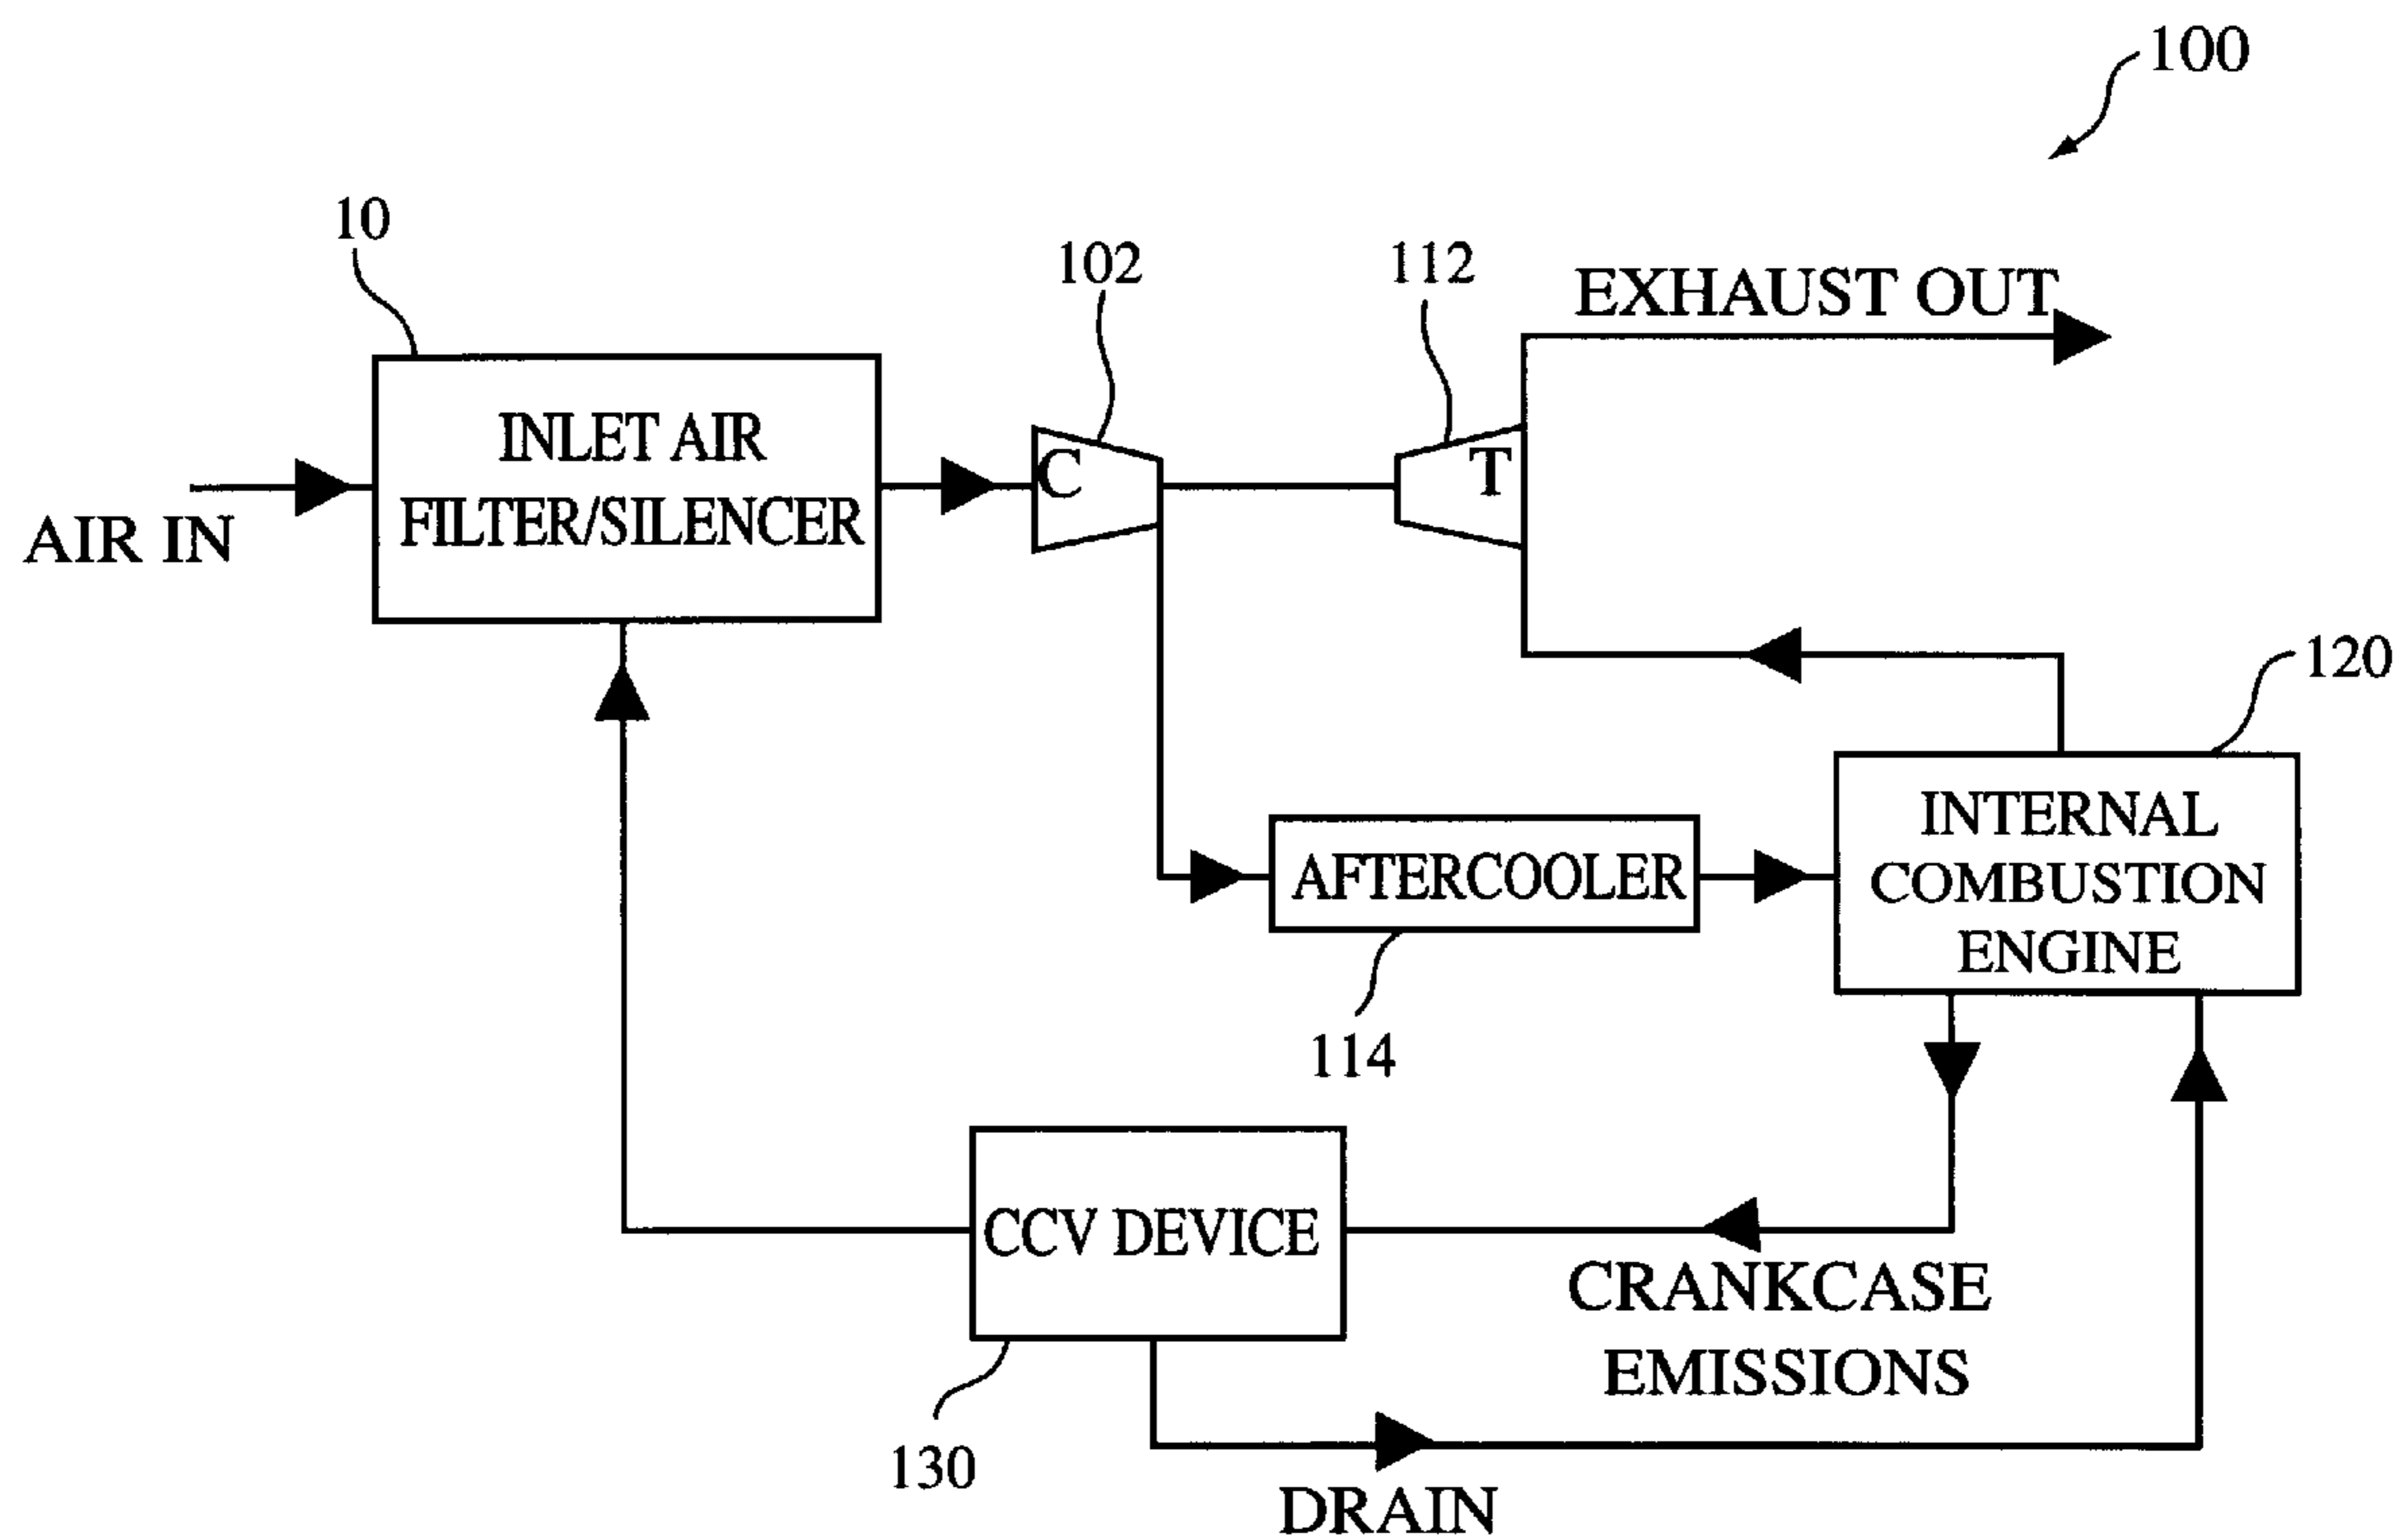 100
10
102
112
EXHAUST OUT
INLET AIR
FILTER/SILENCER
C
T
AIR IN
120
INTERNAL
COMBUSTION
ENGINE
AFTERCOOLER
114
CCV DEVICE
CRANKCASE
EMISSIONS
130
DRAIN